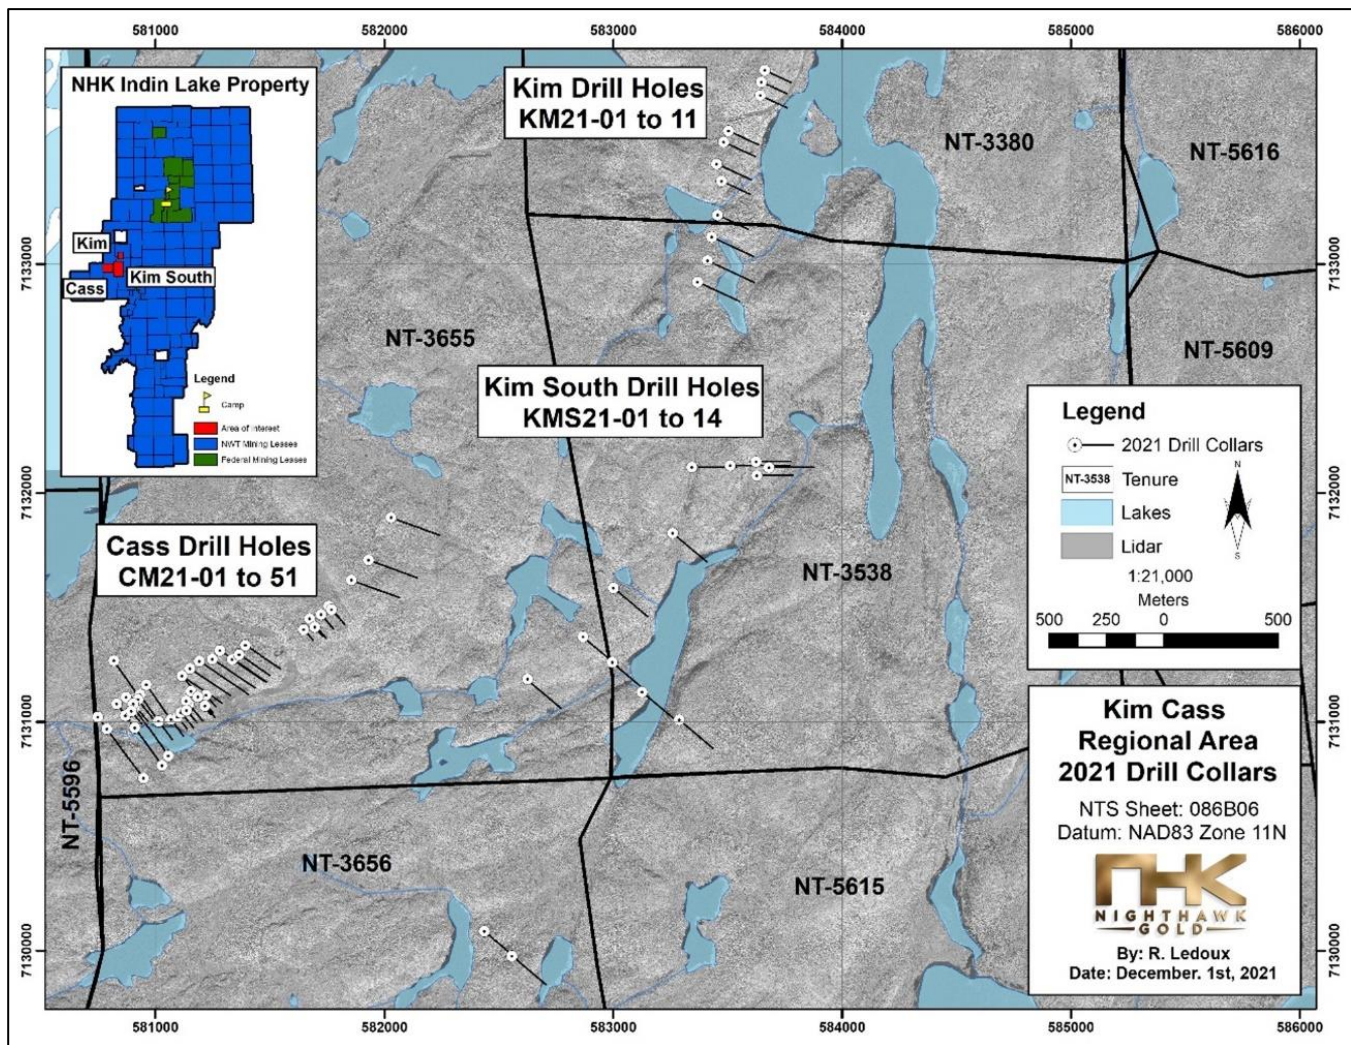 581000 582000 583000 584000 585000 586000
NHK Indin Lake Property
Kim
Kim South
Cass
Legend
Camp
Area of Interest
NWT Mining Leases
Federal Mining Leases
Kim Drill Holes
KM21-01 to 11
NT-3380
NT-5616
7133000
7133000
NT-3655
NT-5609
Kim South Drill Holes
KMS21-01 to 14
Legend
2021 Drill Collars
NT-3538 Tenure
Lakes
Lidar
N
S
1:21,000
Meters
500 250 0 500
7132000
7132000
Cass Drill Holes
CM21-01 to 51
NT-3538
7131000
7131000
Kim Cass
Regional Area
2021 Drill Collars
NTS Sheet: 086B06
Datum: NAD83 Zone 11N
NHK
NIGHTHAWK
GOLD
By: R. Ledoux
Date: December. 1st, 2021
NT-5596
NT-3656
NT-5615
7130000
7130000
581000 582000 583000 584000 585000 586000